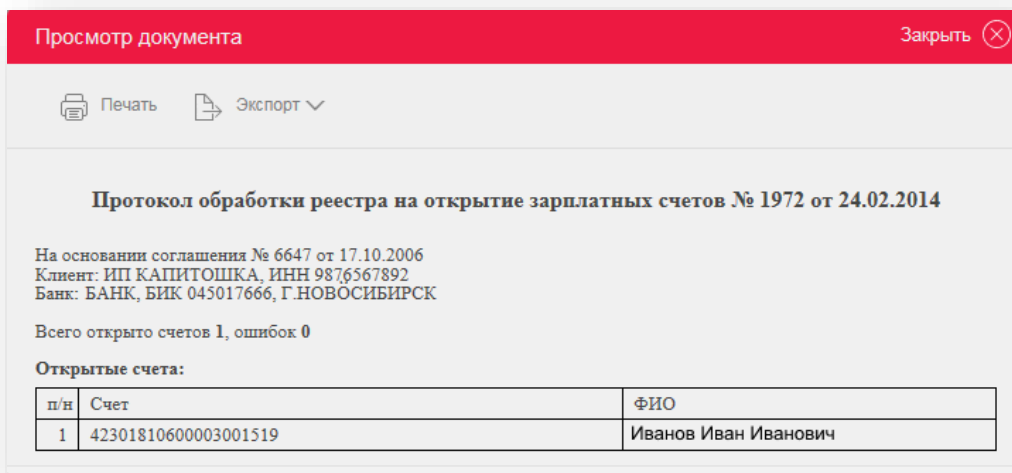 Просмотр документа Закрыть
Печать Экспорт
Протокол обработки реестра на открытие зарплатных счетов № 1972 от 24.02.2014
На основании соглашения № 6647 от 17.10.2006
Клиент: ИП КАПИТОШКА, ИНН 9876567892
Банк: БАНК, БИК 045017666, Г.НОВОСИБИРСК
Всего открыто счетов 1, ошибок 0
Открытые счета:
п/н Счет ФИО
1 42301810600003001519 Иванов Иван Иванович